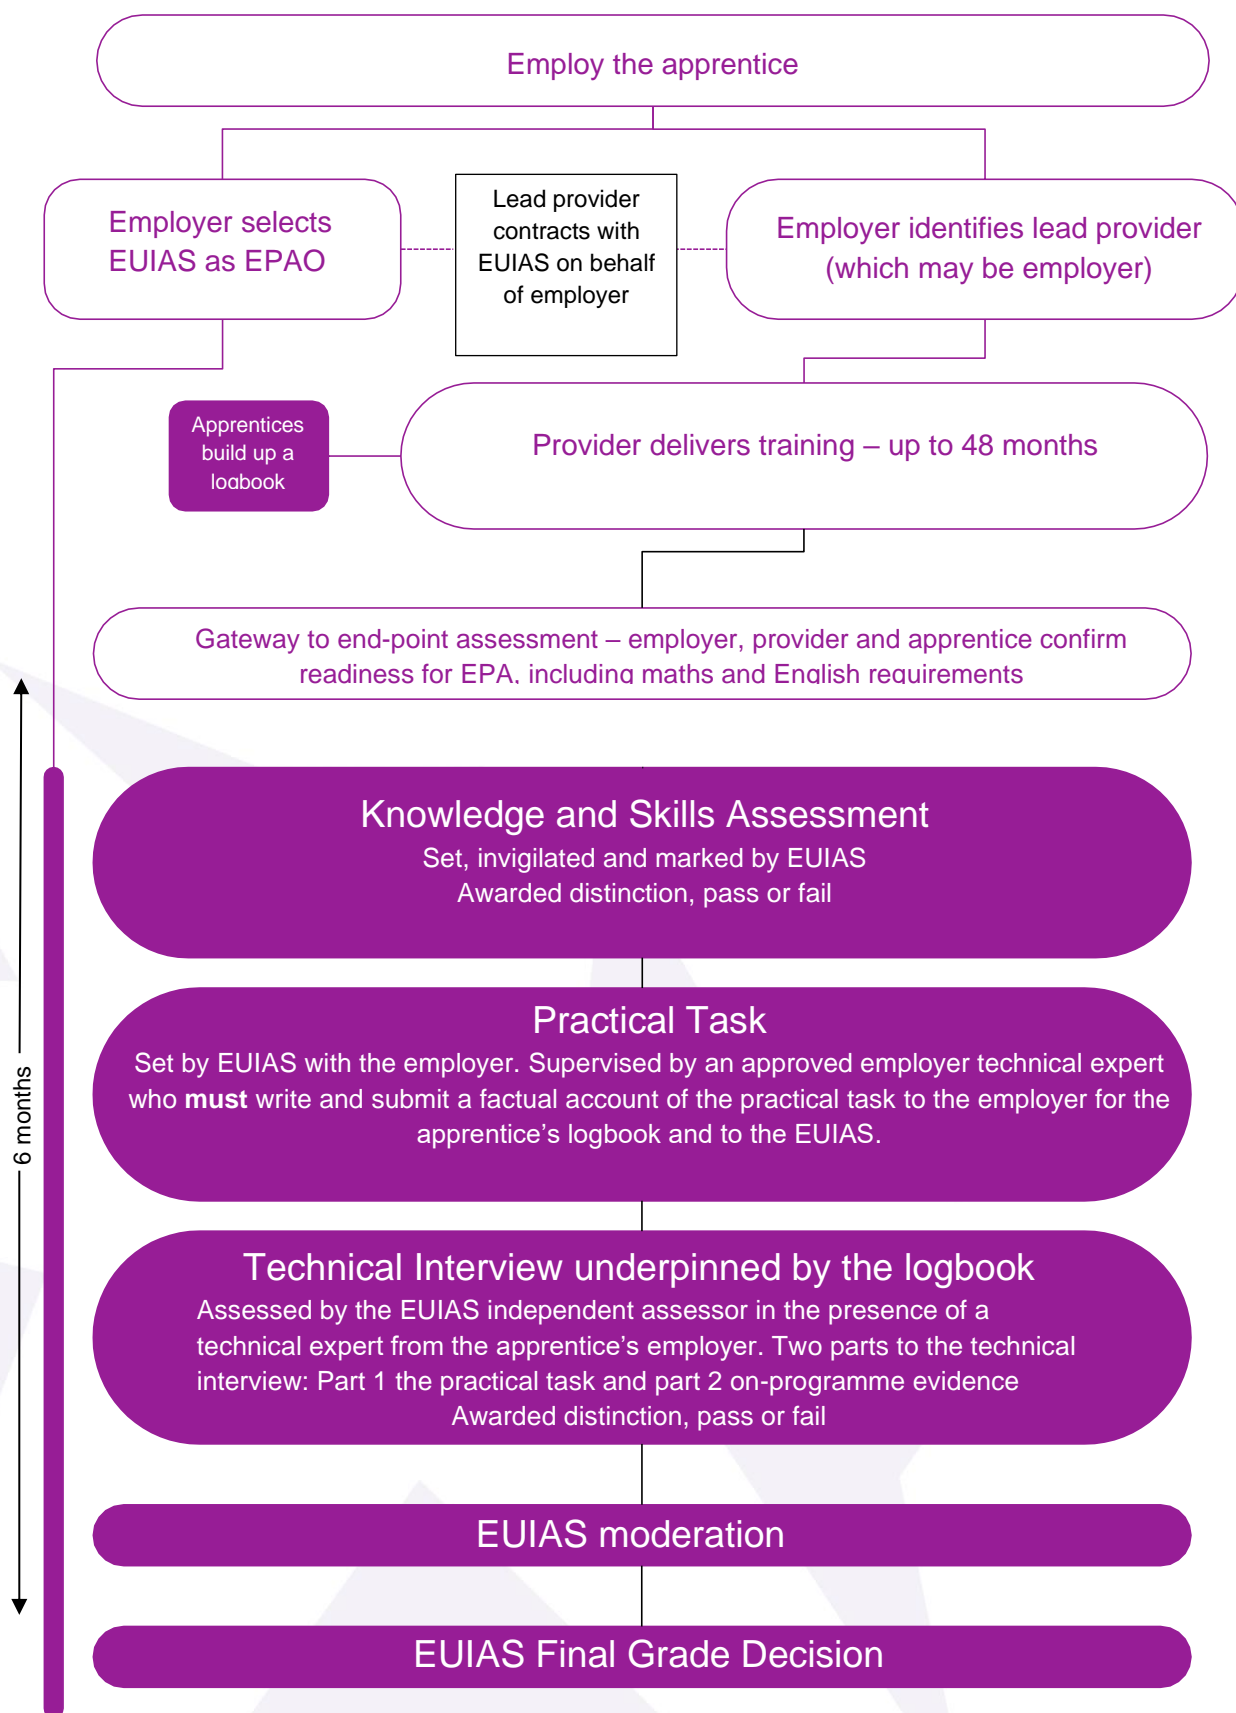 Employ the apprentice
Employer selects
EUIAS as EPAO
Lead provider
contracts with
EUIAS on behalf
of employer
Employer identifies lead provider
(which may be employer)
Apprentices
build up a
logbook
Provider delivers training – up to 48 months
Gateway to end-point assessment – employer, provider and apprentice confirm
readiness for EPA, including maths and English requirements
6 months
Knowledge and Skills Assessment
Set, invigilated and marked by EUIAS
Awarded distinction, pass or fail
Practical Task
Set by EUIAS with the employer. Supervised by an approved employer technical expert
who must write and submit a factual account of the practical task to the employer for the
apprentice’s logbook and to the EUIAS.
Technical Interview underpinned by the logbook
Assessed by the EUIAS independent assessor in the presence of a
technical expert from the apprentice’s employer. Two parts to the technical
interview: Part 1 the practical task and part 2 on-programme evidence
Awarded distinction, pass or fail
EUIAS moderation
EUIAS Final Grade Decision